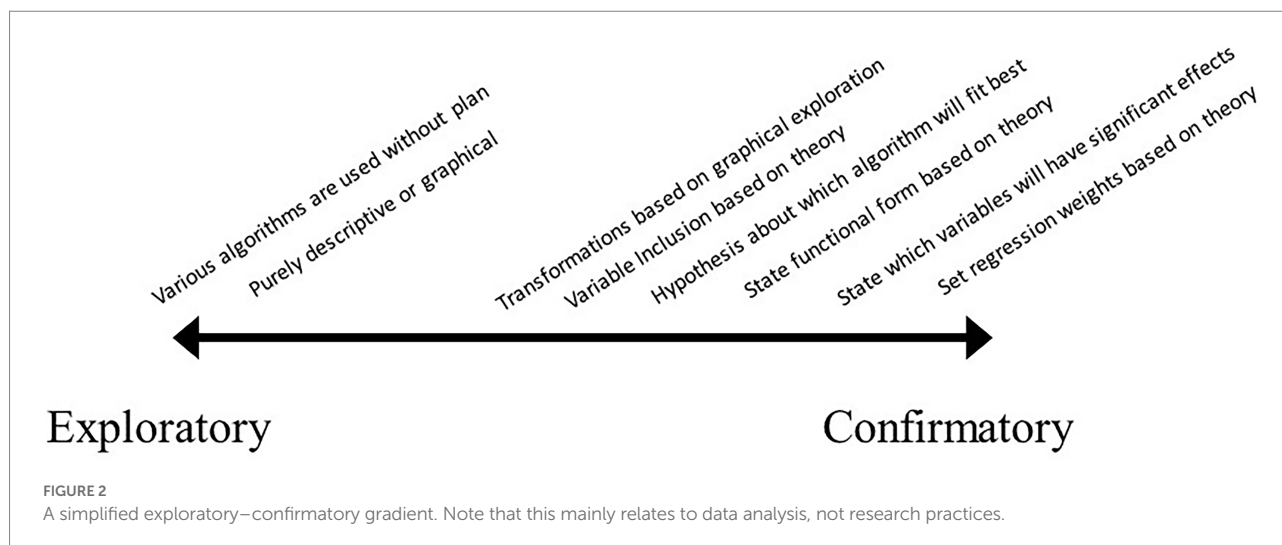 Various algorithms are used without plan
Purely descriptive or graphical
Transformations based on graphical exploration
Variable Inclusion based on theory
Hypothesis about which algorithm will fit best
State functional form based on theory
State which variables will have significant effects
Set regression weights based on theory
Exploratory
Confirmatory
FIGURE 2
A simplified exploratory–confirmatory gradient. Note that this mainly relates to data analysis, not research practices.